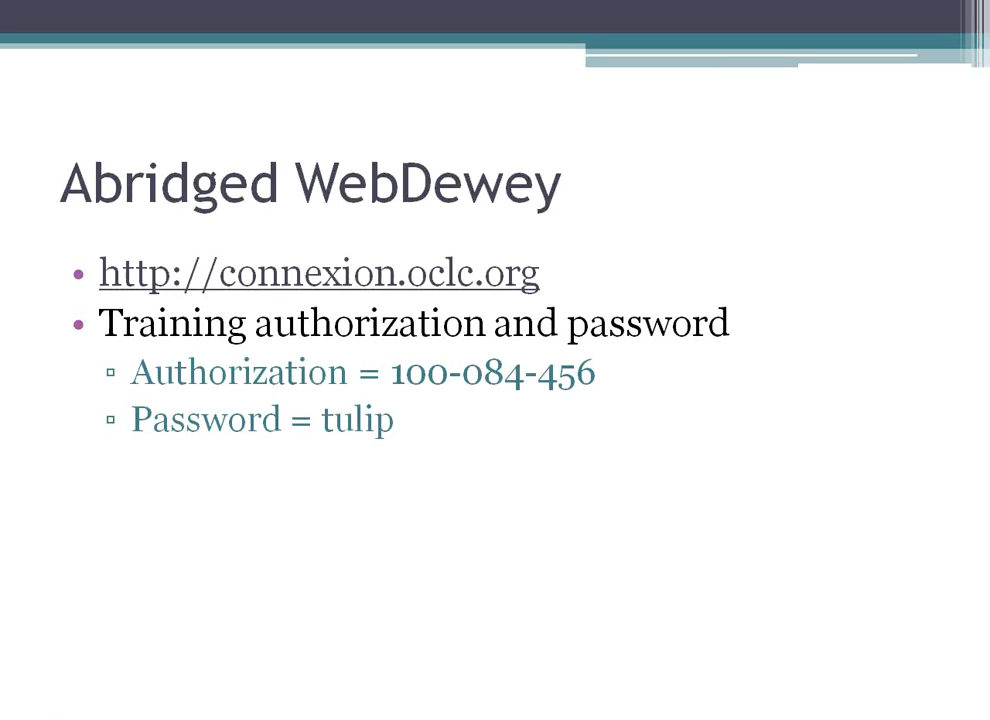 Abridged WebDewey
• http://connexion.oclc.org
• Training authorization and password
▫ Authorization = 100-084-456
▫ Password = tulip